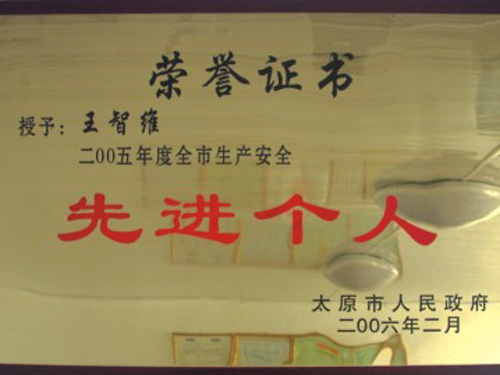 荣誉证书
授予：王智维
二00五年度全市生产安全
先进个人
太原市人民政府
二00六年二月